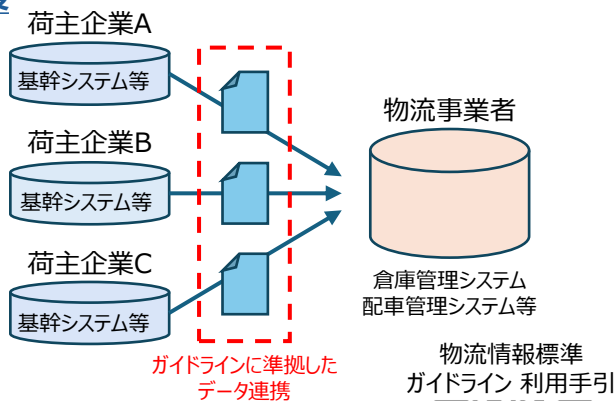 荷主企業A
基幹システム等
荷主企業B
基幹システム等
荷主企業C
基幹システム等
物流事業者
倉庫管理システム
配車管理システム等
ガイドラインに準拠した
データ連携
物流情報標準
ガイドライン 利用手引